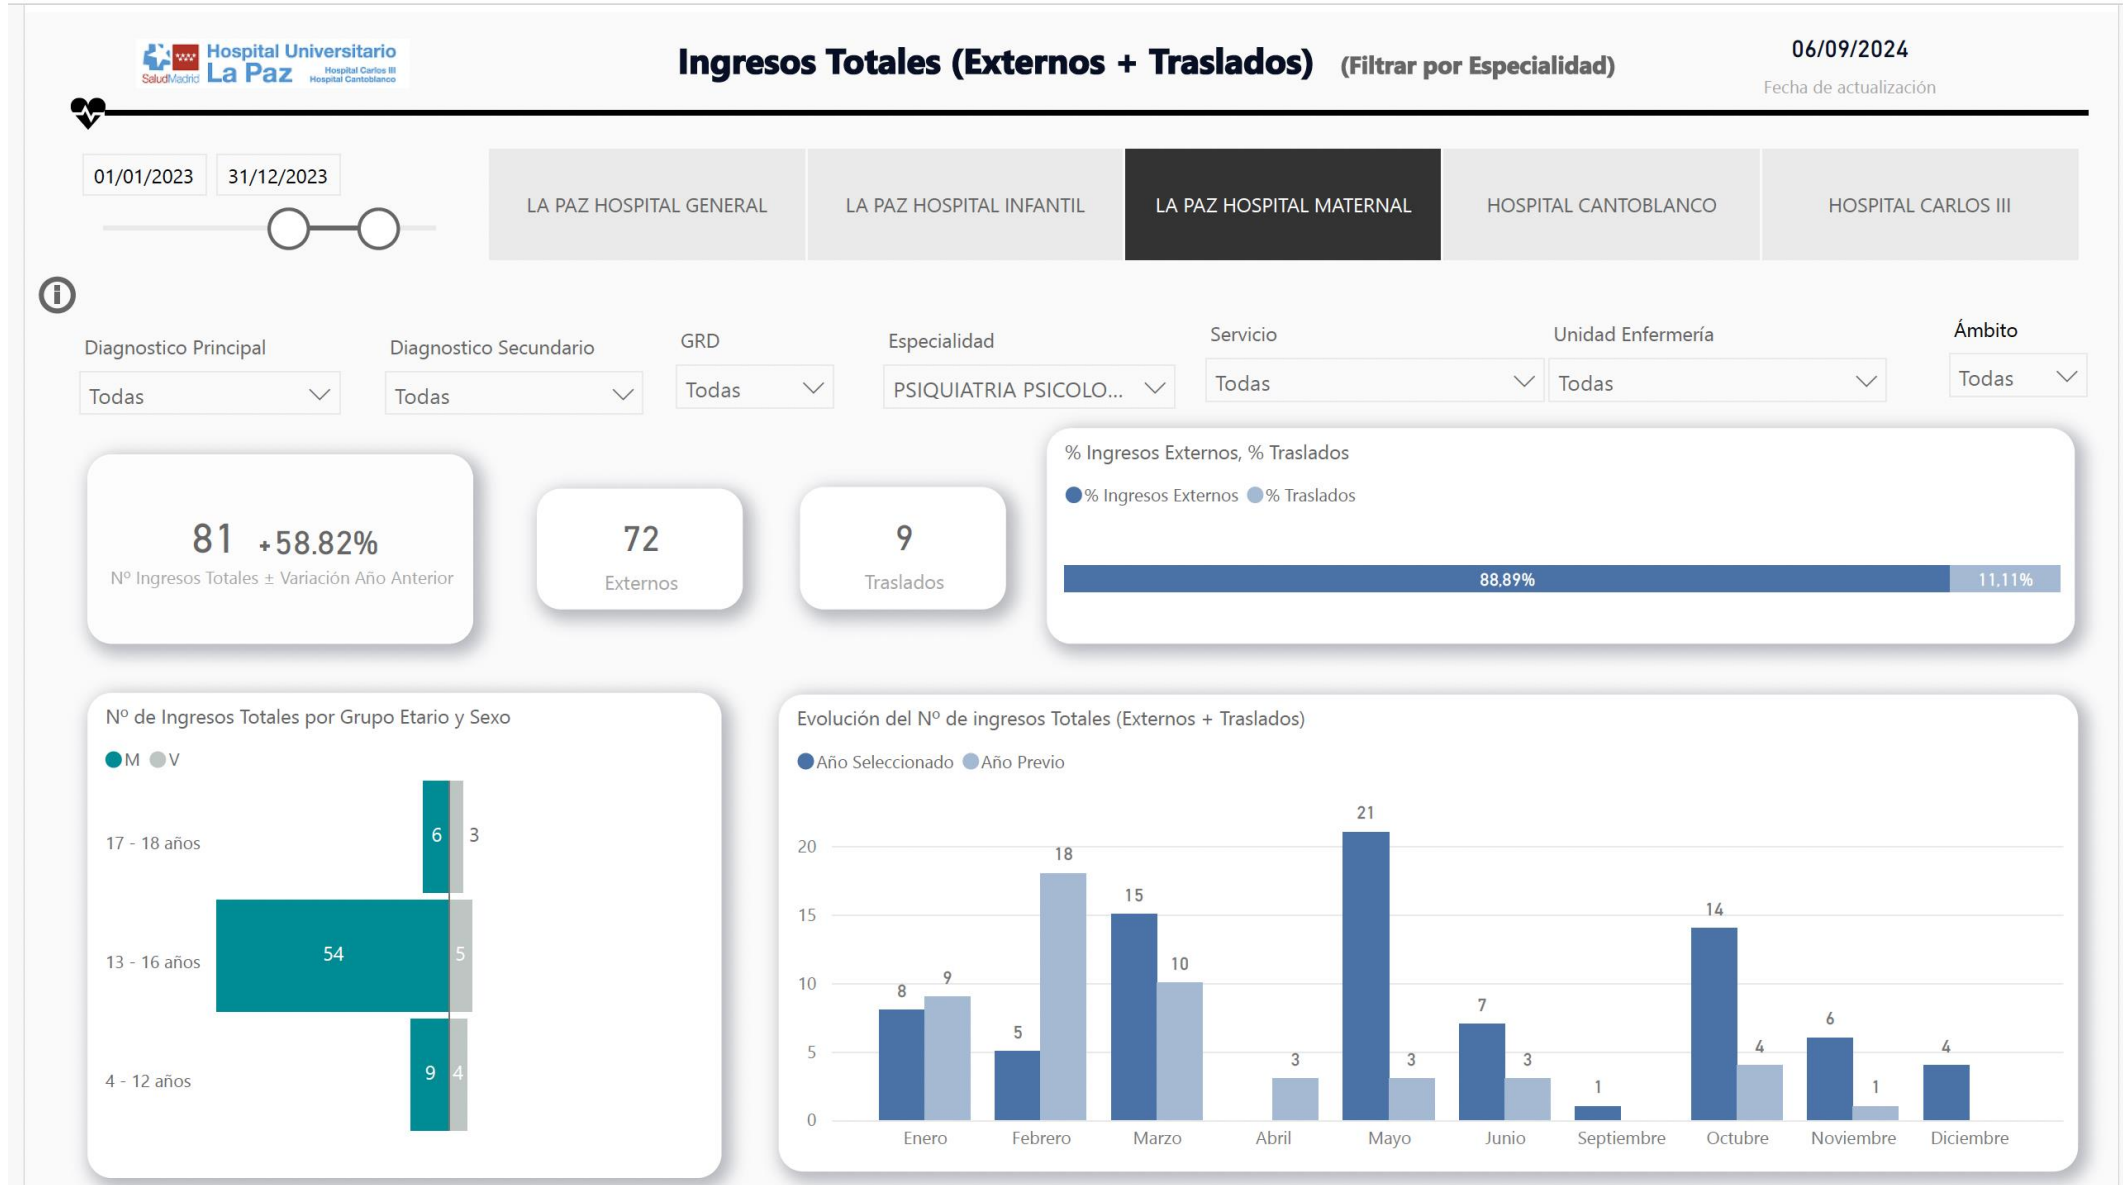 Hospital Universitario
La Paz
Hospital Carlos III
Hospital Cantoblanco
SaludMadrid
Ingresos Totales (Externos + Traslados) (Filtrar por Especialidad)
06/09/2024
Fecha de actualización
01/01/2023 31/12/2023
LA PAZ HOSPITAL GENERAL
LA PAZ HOSPITAL INFANTIL
LA PAZ HOSPITAL MATERNAL
HOSPITAL CANTOBLANCO
HOSPITAL CARLOS III
Diagnostico Principal
Todas
Diagnostico Secundario
Todas
GRD
Todas
Especialidad
PSIQUIATRIA PSICOLO...
Servicio
Todas
Unidad Enfermería
Todas
Ámbito
Todas
81 +58.82%
Nº Ingresos Totales ± Variación Año Anterior
72
Externos
9
Traslados
% Ingresos Externos, % Traslados
% Ingresos Externos % Traslados
88,89% 11,11%
Nº de Ingresos Totales por Grupo Etario y Sexo
M V
17 - 18 años 6 3
13 - 16 años 54 5
4 - 12 años 9 4
Evolución del Nº de ingresos Totales (Externos + Traslados)
Año Seleccionado Año Previo
20
15
10
5
0
8 9
5 18
15 10
3
21 3
7 3
1
14 4
6 1
4
Enero Febrero Marzo Abril Mayo Junio Septiembre Octubre Noviembre Diciembre